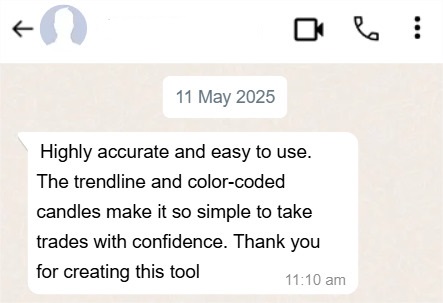 11 May 2025
Highly accurate and easy to use.
The trendline and color-coded
candles make it so simple to take
trades with confidence. Thank you
for creating this tool
11:10 am